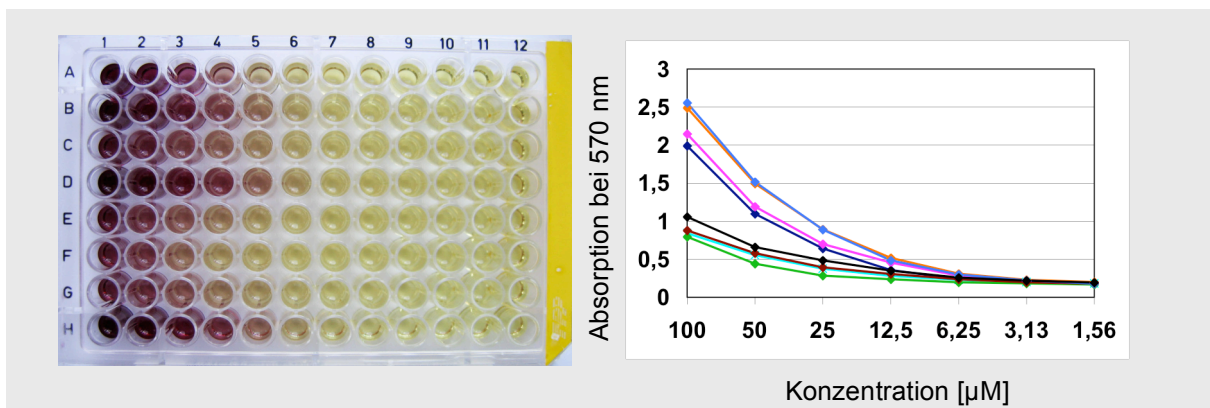 1 2 3 4 5 6 7 8 9 10 11 12
A
B
C
D
E
F
G
H
Absorption bei 570 nm
3
2,5
2
1,5
1
0,5
0
100 50 25 12,5 6,25 3,13 1,56
Konzentration [µM]